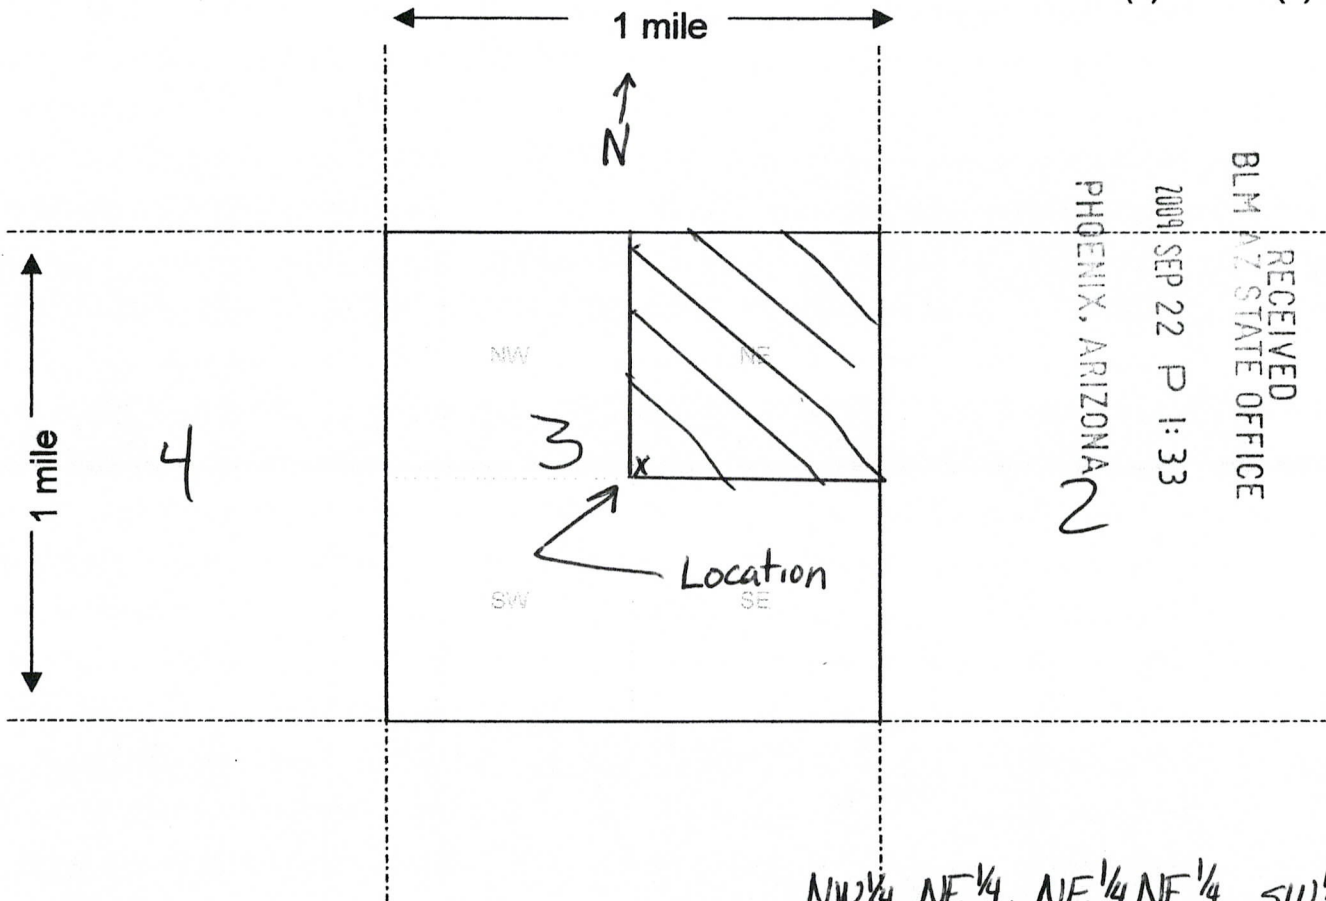 1 mile
N
NW
NE
3
x
4
1 mile
Location
SW
SE
2
RECEIVED
BLM AZ STATE OFFICE
2009 SEP 22 P 1:33
PHOENIX, ARIZONA
NW¼ NE¼, NE¼ NE¼